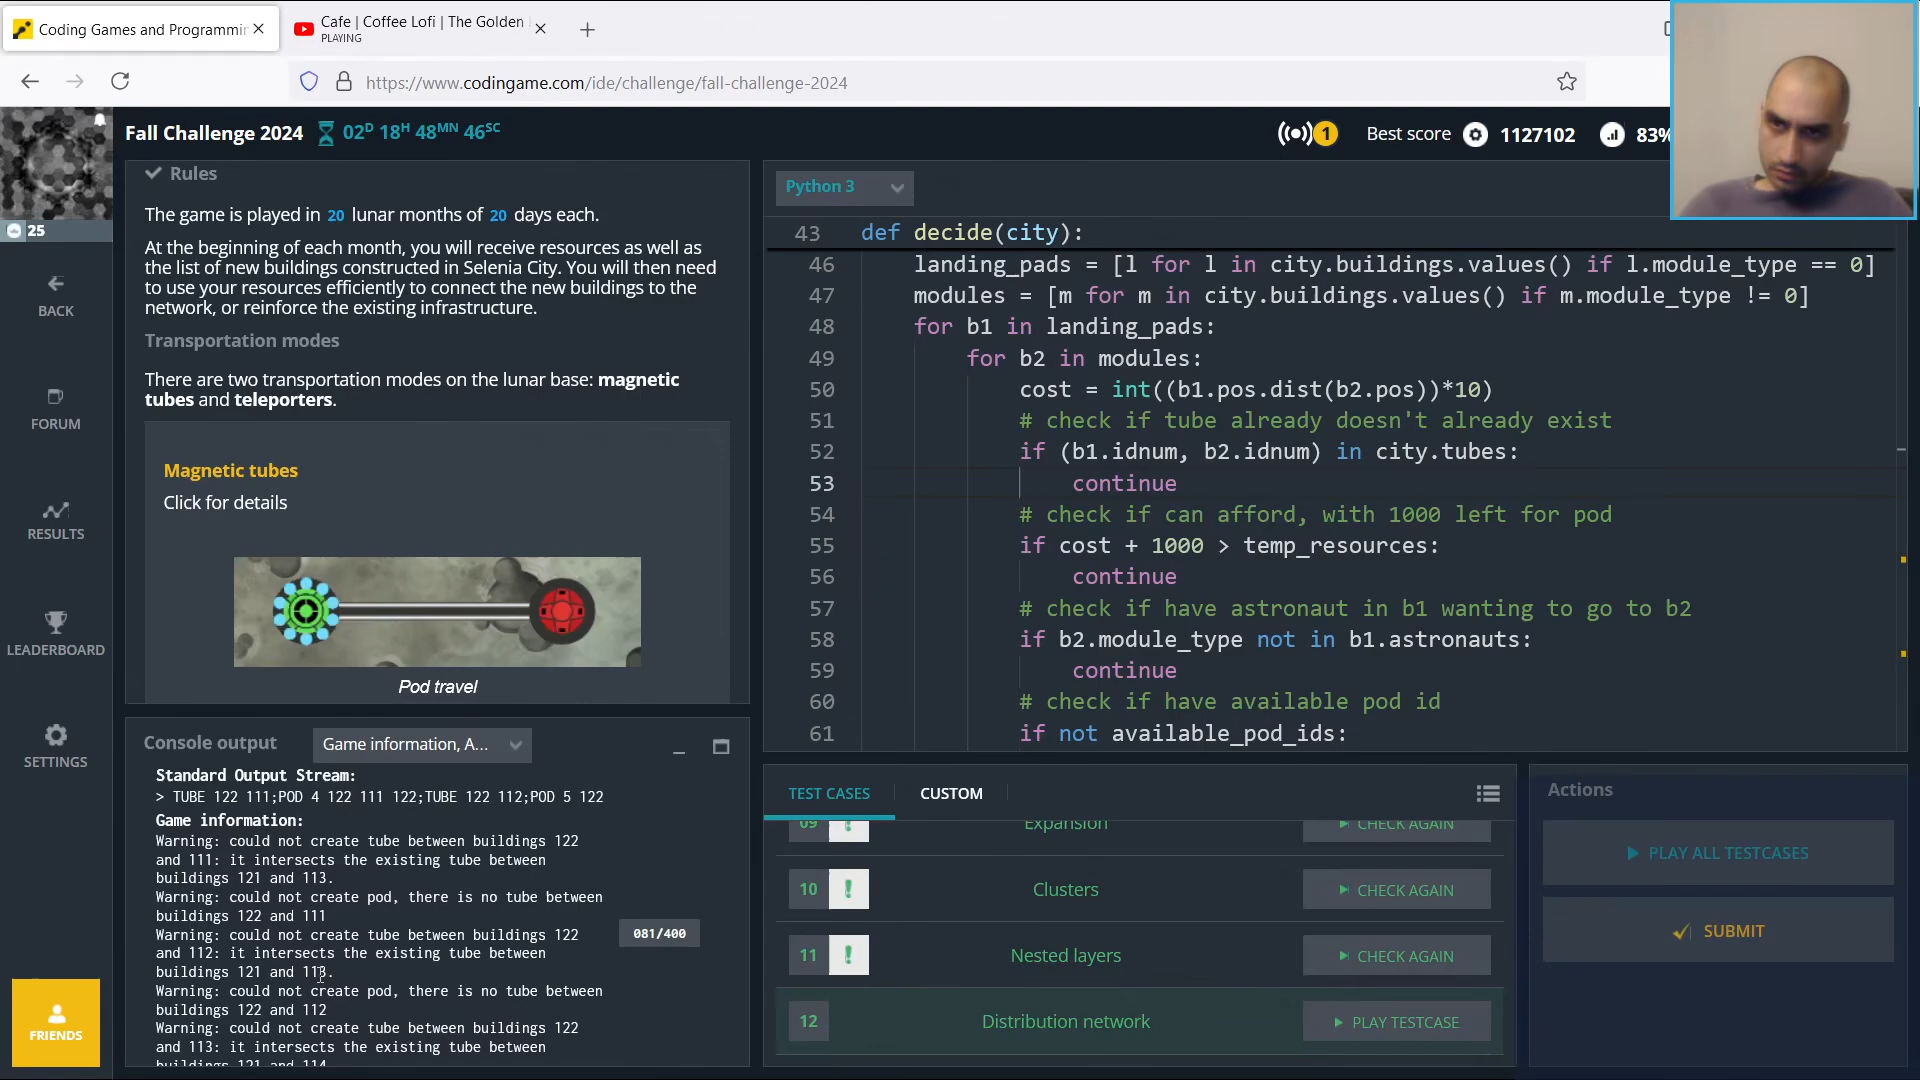 Coding Games and Programmin
Cafe | Coffee Lofi | The Golden
PLAYING
https://www.codingame.com/ide/challenge/fall-challenge-2024
25
BACK
FORUM
RESULTS
LEADERBOARD
SETTINGS
FRIENDS
Fall Challenge 2024 02D 18H 48MN 46SC
1 Best score 1127102 83%
Rules
The game is played in 20 lunar months of 20 days each.
At the beginning of each month, you will receive resources as well as
the list of new buildings constructed in Selenia City. You will then need
to use your resources efficiently to connect the new buildings to the
network, or reinforce the existing infrastructure.
Transportation modes
There are two transportation modes on the lunar base: magnetic
tubes and teleporters.
Magnetic tubes
Click for details
Pod travel
Console output Game information, A...
Standard Output Stream:
> TUBE 122 111;POD 4 122 111 122;TUBE 122 112;POD 5 122
Game information:
Warning: could not create tube between buildings 122
and 111: it intersects the existing tube between
buildings 121 and 113.
Warning: could not create pod, there is no tube between
buildings 122 and 111
Warning: could not create tube between buildings 122
and 112: it intersects the existing tube between
buildings 121 and 113.
Warning: could not create pod, there is no tube between
buildings 122 and 112
Warning: could not create tube between buildings 122
and 113: it intersects the existing tube between
buildings 121 and 114
081/400
Python 3
43 def decide(city):
46 landing_pads = [l for l in city.buildings.values() if l.module_type == 0]
47 modules = [m for m in city.buildings.values() if m.module_type != 0]
48 for b1 in landing_pads:
49 for b2 in modules:
50 cost = int((b1.pos.dist(b2.pos))*10)
51 # check if tube already doesn't already exist
52 if (b1.idnum, b2.idnum) in city.tubes:
53 continue
54 # check if can afford, with 1000 left for pod
55 if cost + 1000 > temp_resources:
56 continue
57 # check if have astronaut in b1 wanting to go to b2
58 if b2.module_type not in b1.astronauts:
59 continue
60 # check if have available pod id
61 if not available_pod_ids:
TEST CASES CUSTOM
09 Expansion CHECK AGAIN
10 Clusters CHECK AGAIN
11 Nested layers CHECK AGAIN
12 Distribution network PLAY TESTCASE
Actions
PLAY ALL TESTCASES
SUBMIT